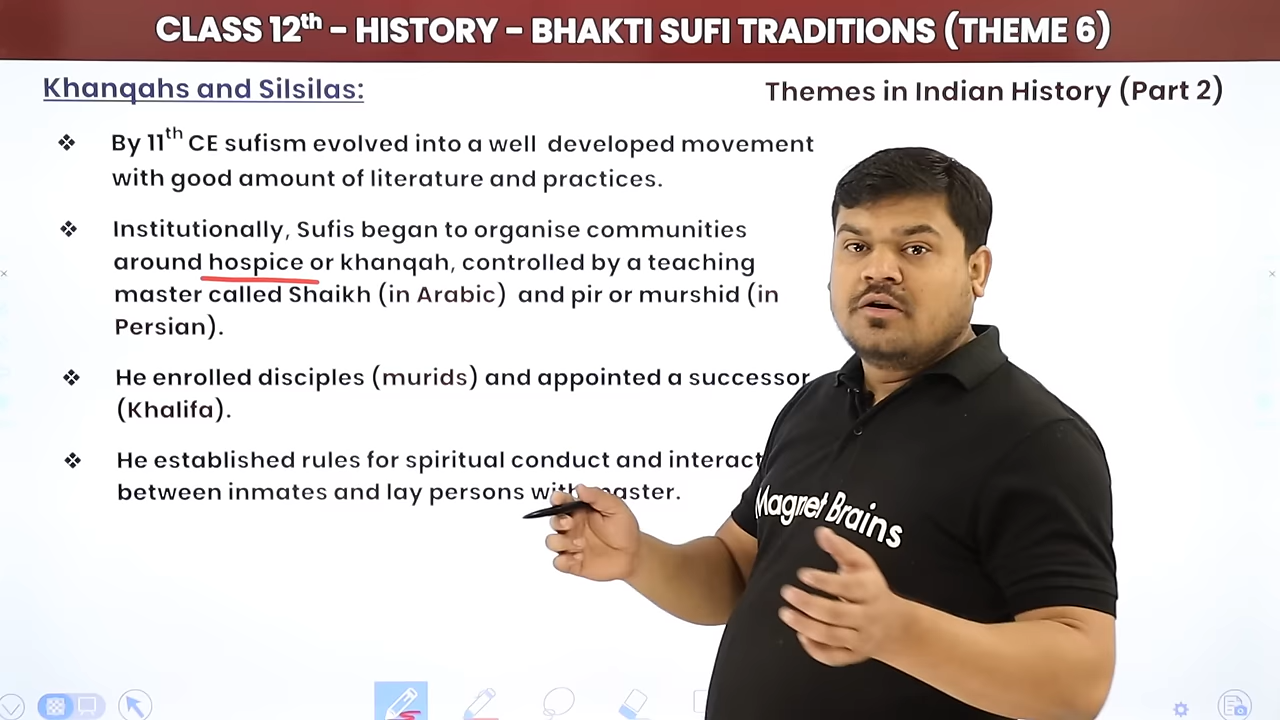 CLASS 12th – HISTORY – BHAKTI SUFI TRADITIONS (THEME 6)
Khanqahs and Silsilas:
Themes in Indian History (Part 2)
❖ By 11th CE sufism evolved into a well developed movement
with good amount of literature and practices.
❖ Institutionally, Sufis began to organise communities
around hospice or khanqah, controlled by a teaching
master called Shaikh (in Arabic) and pir or murshid (in
Persian).
❖ He enrolled disciples (murids) and appointed a successor
(Khalifa).
❖ He established rules for spiritual conduct and
between inmates and lay persons with master.
Magnet Brains